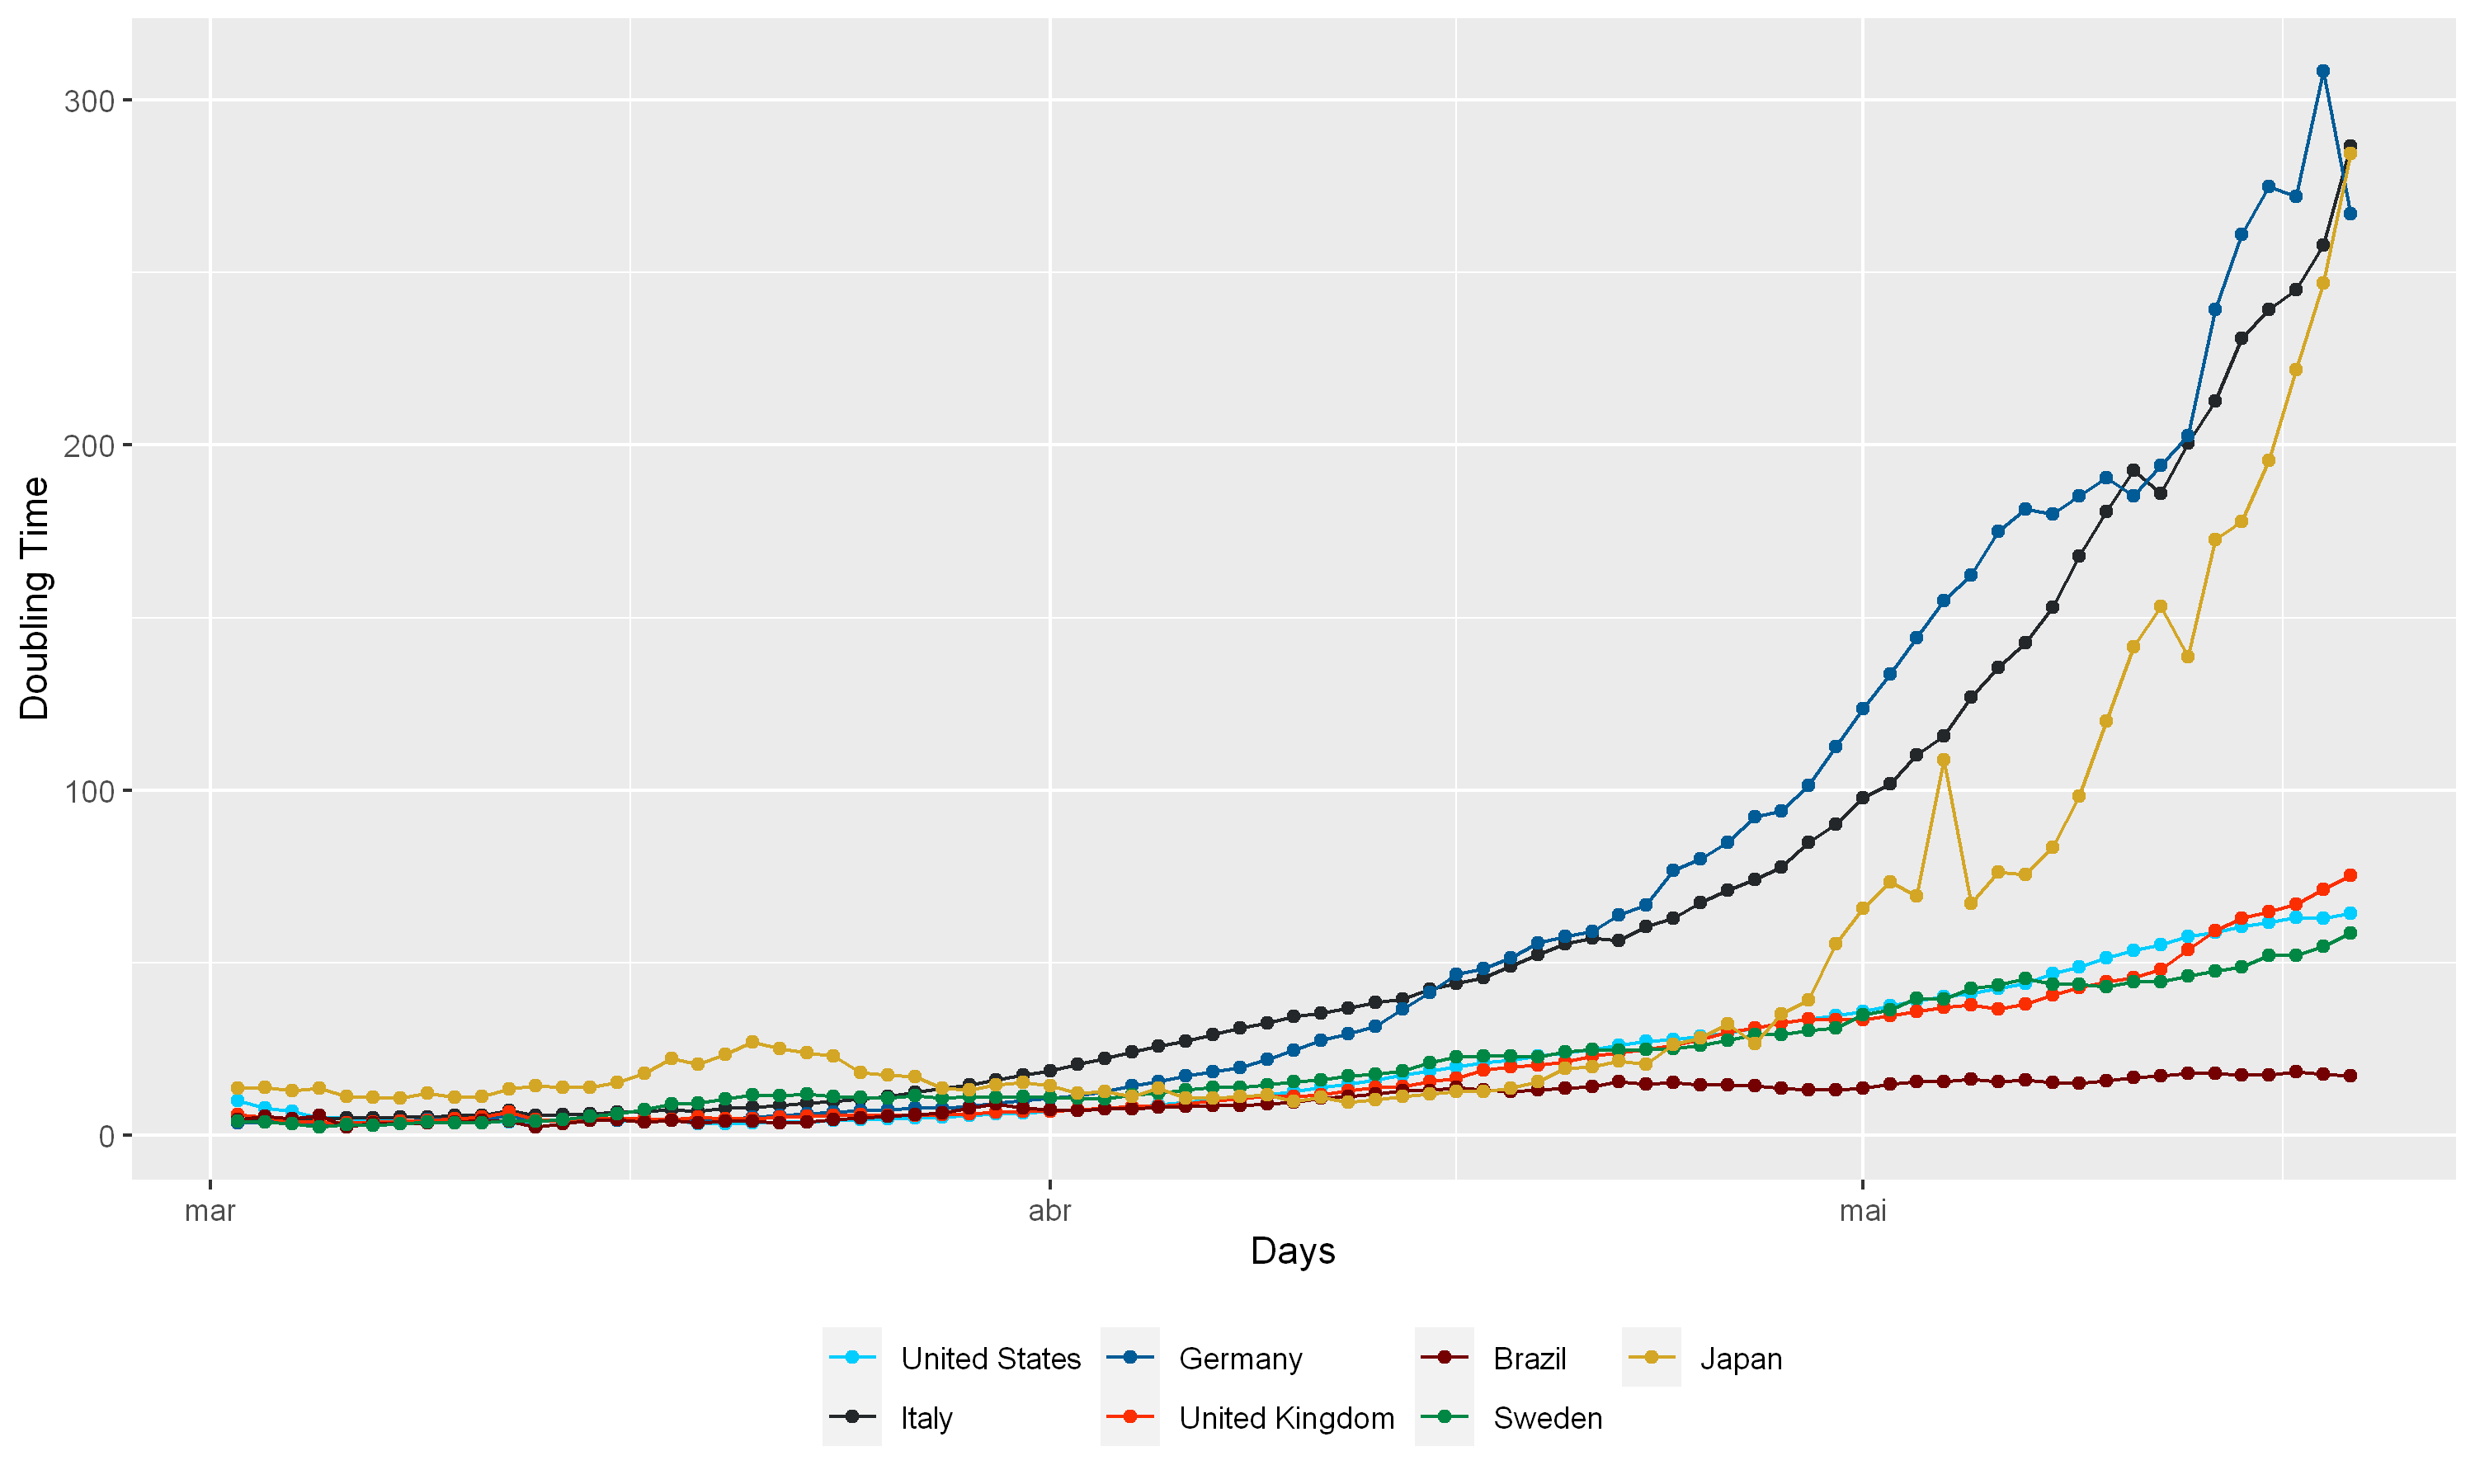 300
200
100
0
Doubling Time
mar abr mai
Days
United States Germany Brazil Japan
Italy United Kingdom Sweden